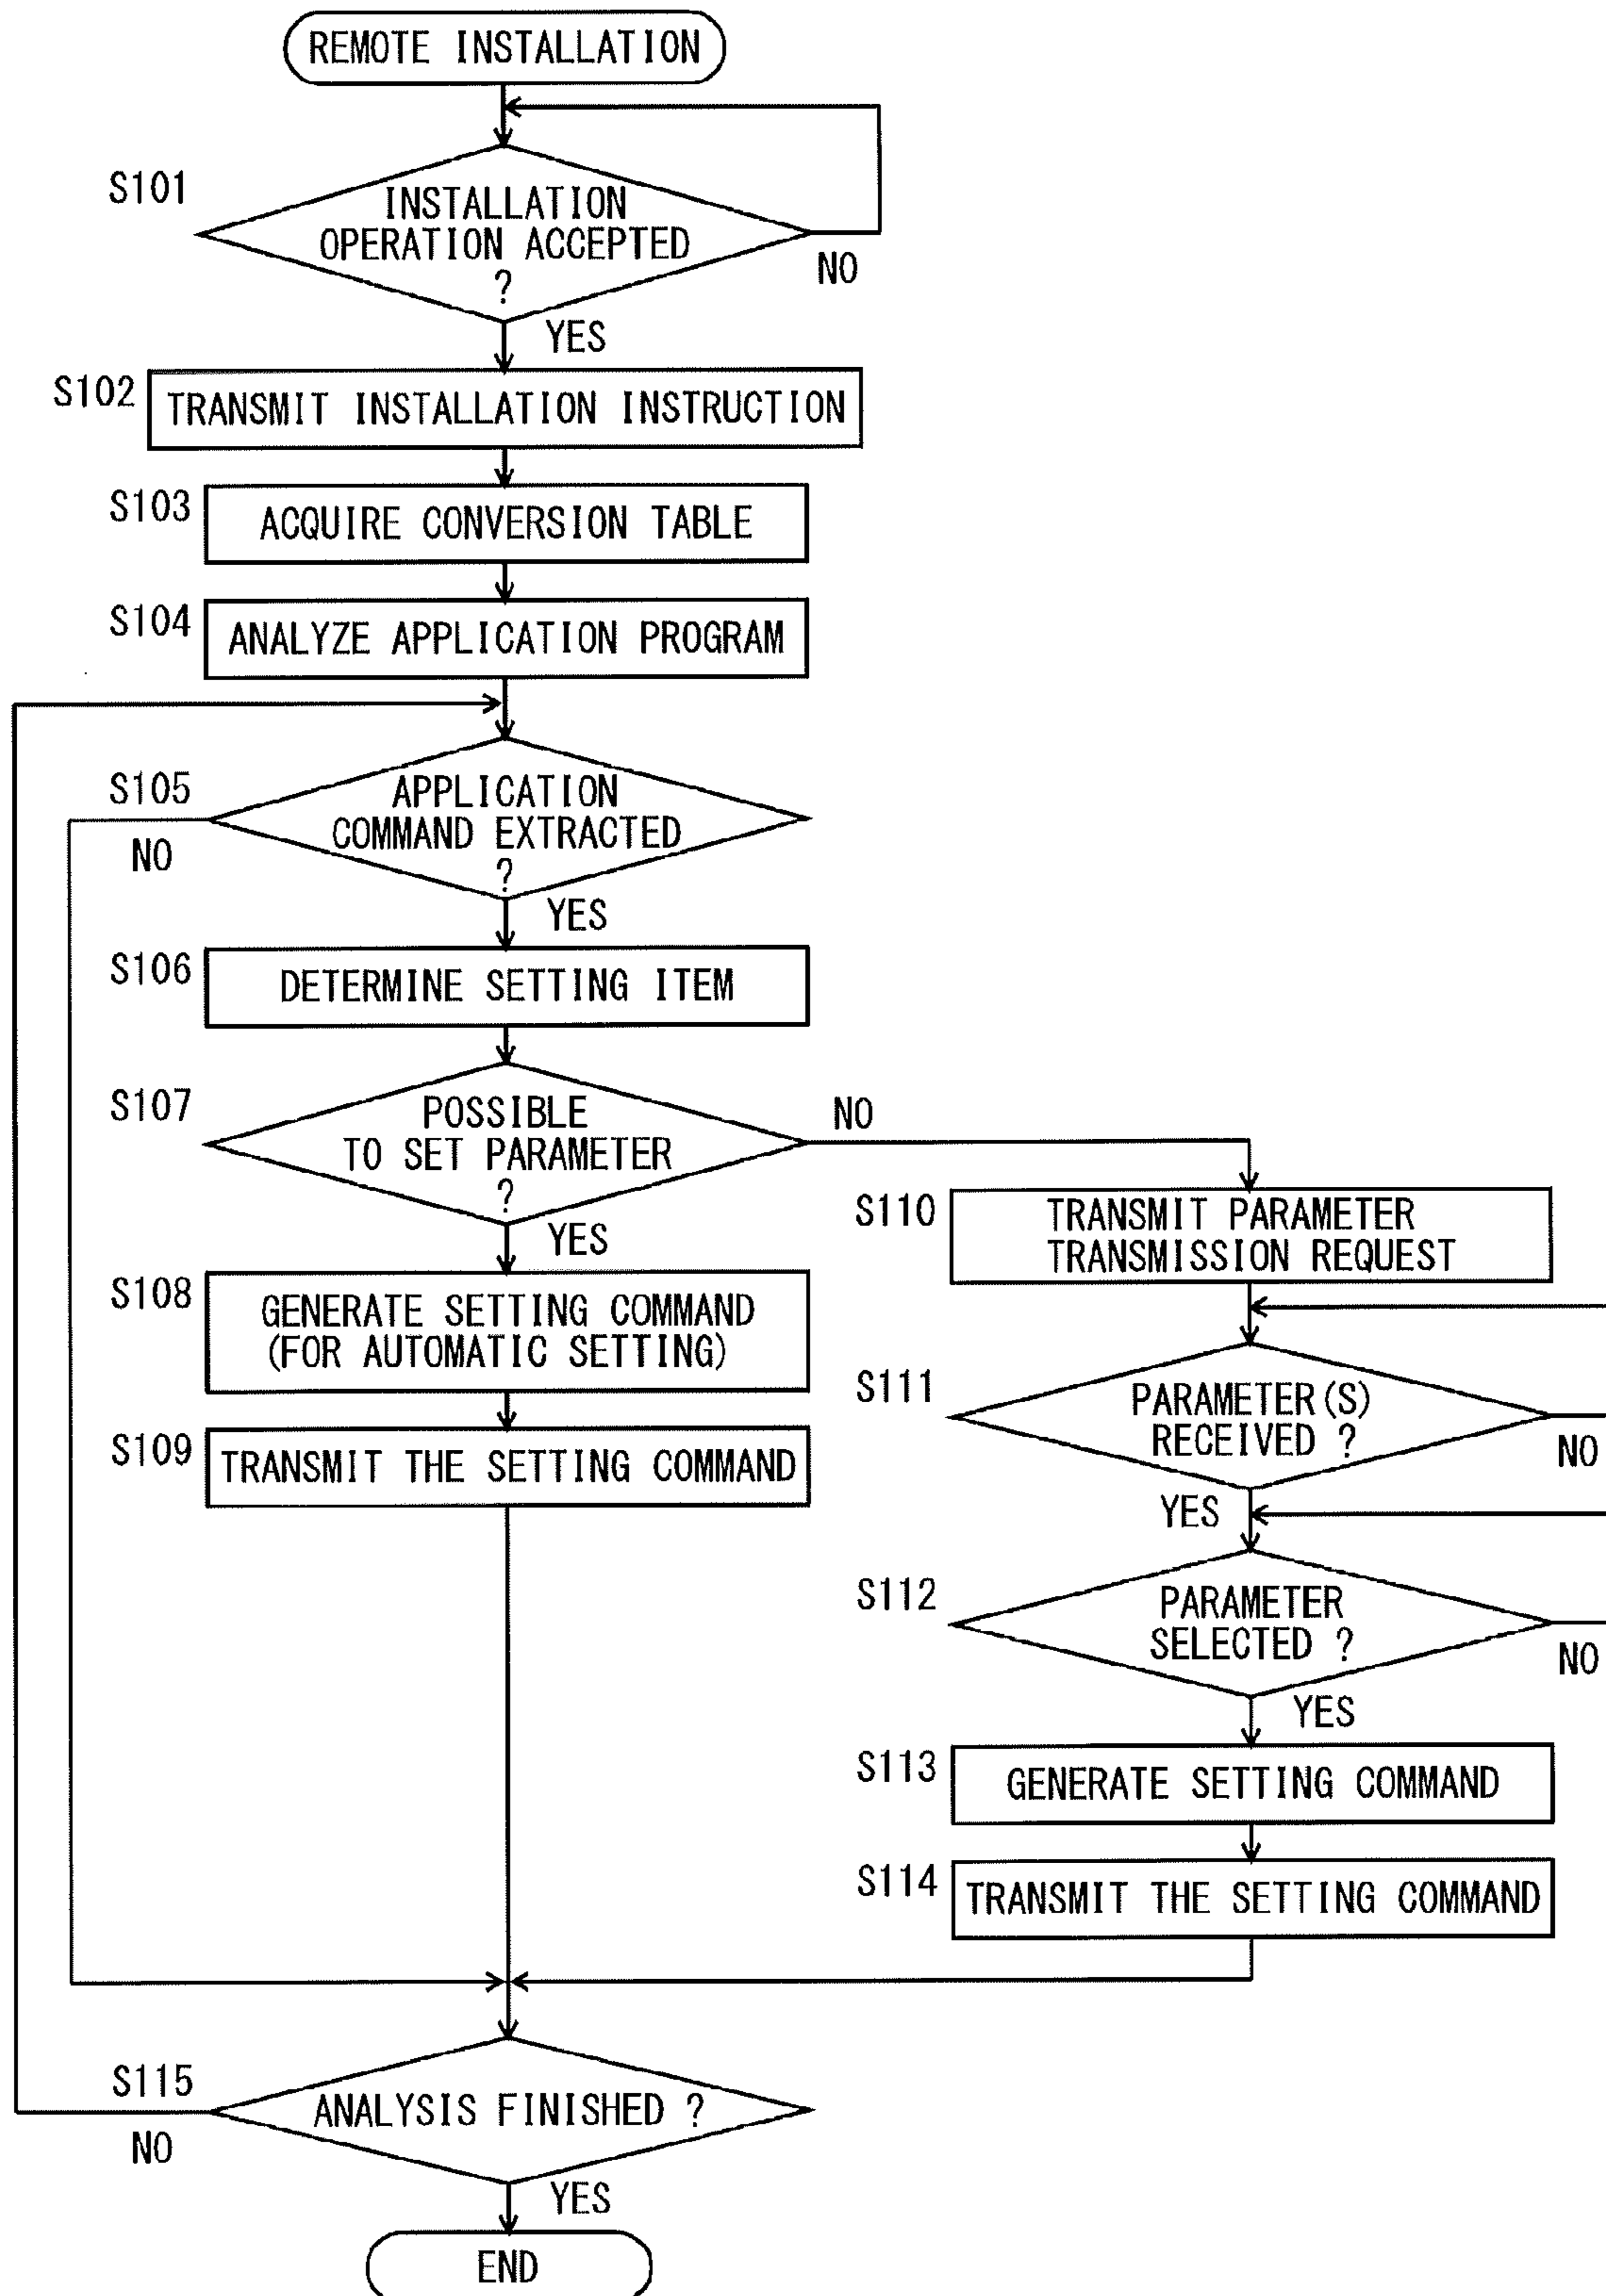 REMOTE INSTALLATION
S101
INSTALLATION
OPERATION ACCEPTED
?
NO
YES
S102
TRANSMIT INSTALLATION INSTRUCTION
S103
ACQUIRE CONVERSION TABLE
S104
ANALYZE APPLICATION PROGRAM
S105
APPLICATION
COMMAND EXTRACTED
?
NO
YES
S106
DETERMINE SETTING ITEM
S107
POSSIBLE
TO SET PARAMETER
?
NO
YES
S108
GENERATE SETTING COMMAND
(FOR AUTOMATIC SETTING)
S109
TRANSMIT THE SETTING COMMAND
S110
TRANSMIT PARAMETER
TRANSMISSION REQUEST
S111
PARAMETER(S)
RECEIVED ?
NO
YES
S112
PARAMETER
SELECTED ?
NO
YES
S113
GENERATE SETTING COMMAND
S114
TRANSMIT THE SETTING COMMAND
S115
ANALYSIS FINISHED ?
NO
YES
END